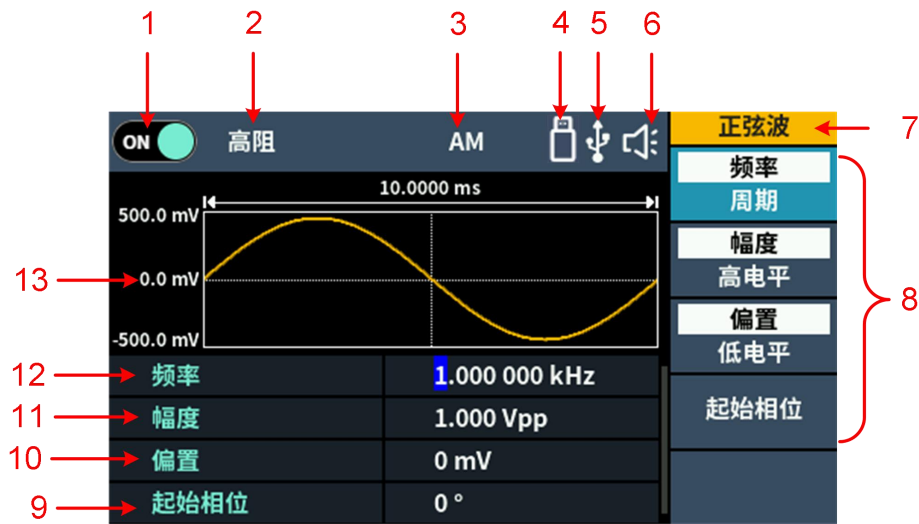 1 2 3 4 5 6
ON 高阻 AM 正弦波 7
10.0000 ms
500.0 mV
13 0.0 mV
-500.0 mV
频率
周期
幅度
高电平
偏置
低电平
起始相位
8
12 频率 1.000 000 kHz
11 幅度 1.000 Vpp
10 偏置 0 mV
9 起始相位 0 °